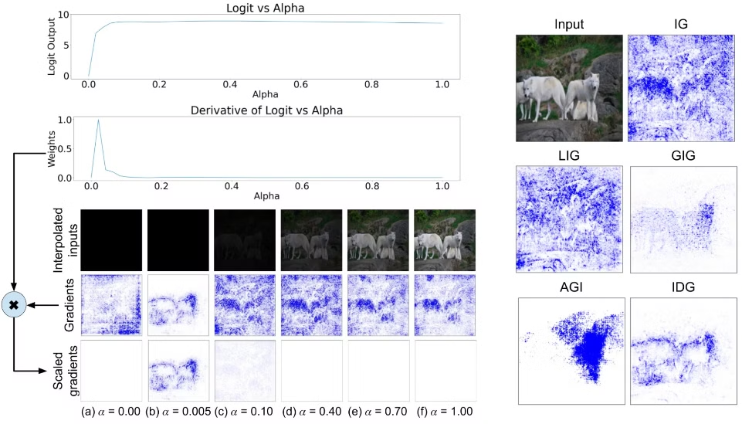 Logit vs Alpha
Logit Output
10
5
0
0.0 0.2 0.4 0.6 0.8 1.0
Alpha
Derivative of Logit vs Alpha
Weights
1.0
0.5
0.0
0.0 0.2 0.4 0.6 0.8 1.0
Alpha
Interpolated
inputs
Gradients
Scaled
gradients
(a) α = 0.00 (b) α = 0.005 (c) α = 0.10 (d) α = 0.40 (e) α = 0.70 (f) α = 1.00
Input IG
LIG GIG
AGI IDG